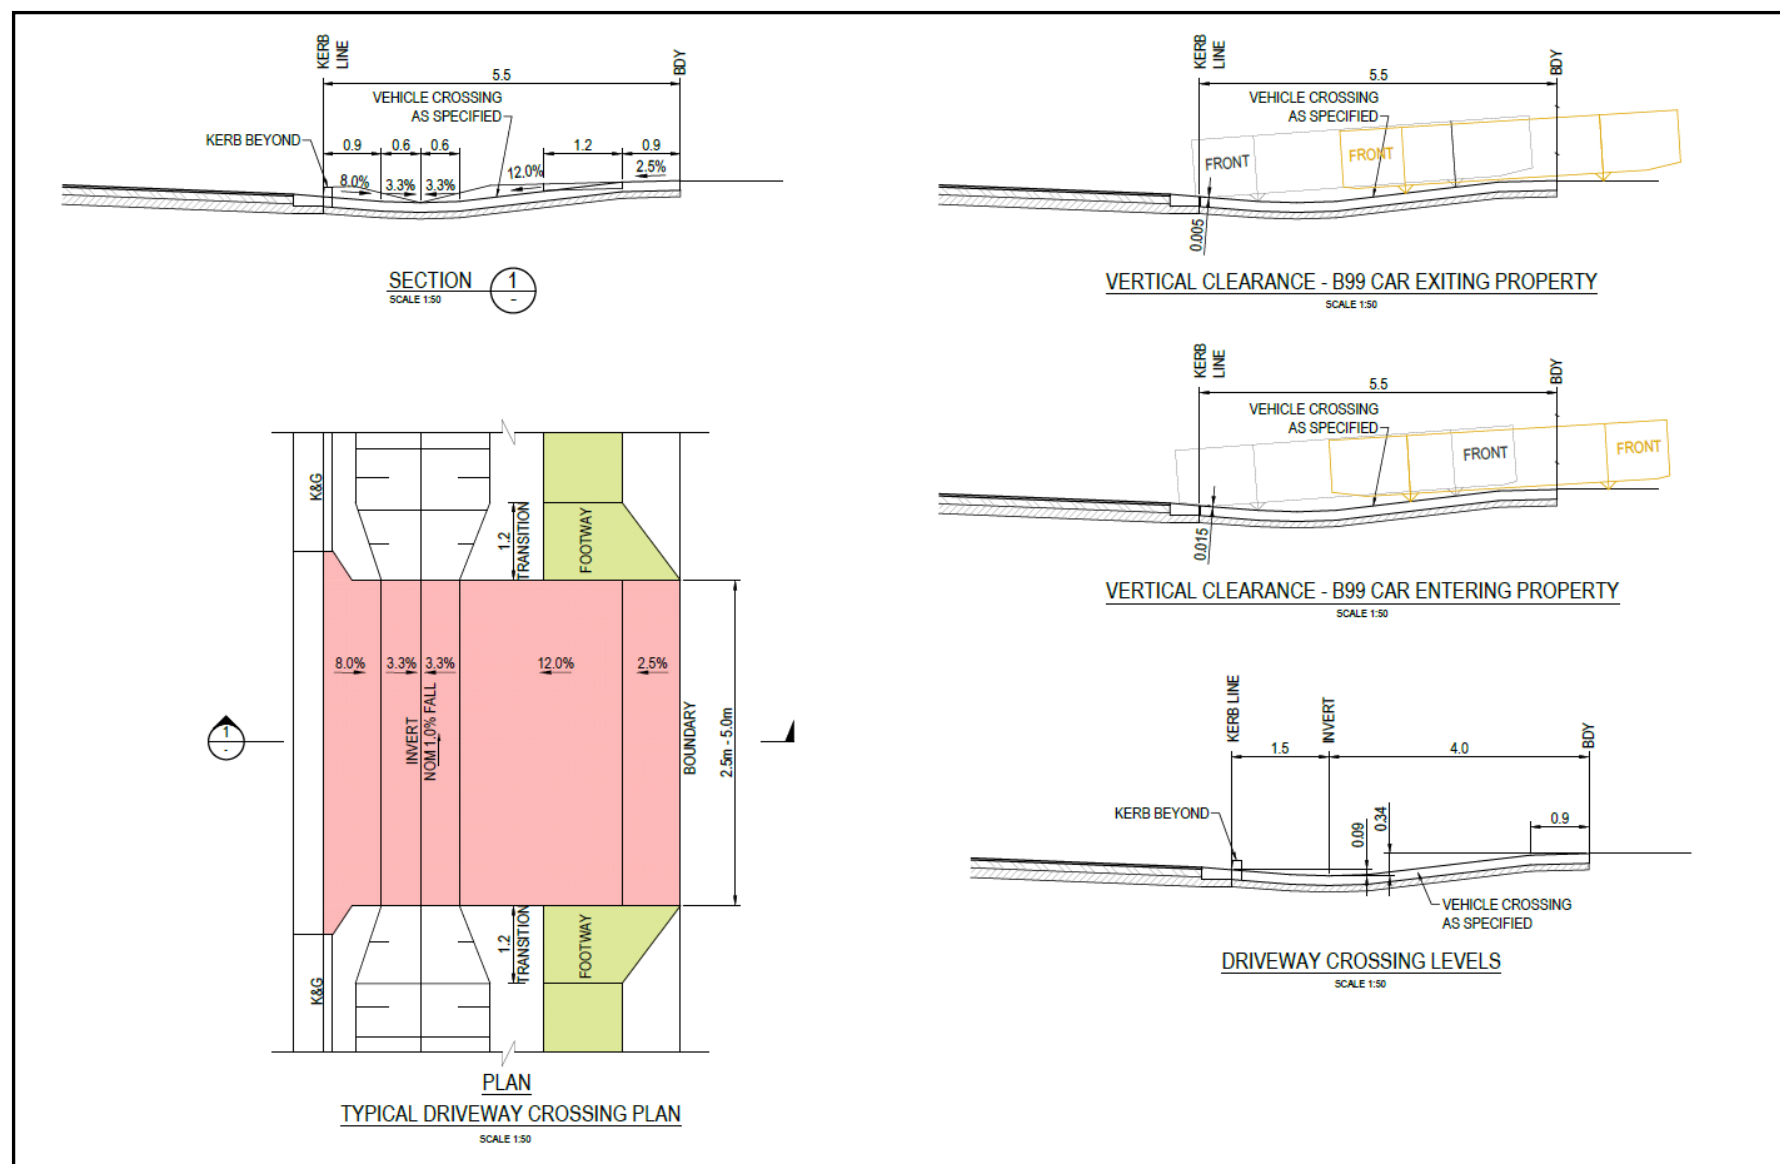 KERB
LINE
5.5
BDY
VEHICLE CROSSING
AS SPECIFIED
KERB BEYOND
0.9
0.6
0.6
1.2
0.9
8.0%
3.3%
3.3%
12.0%
2.5%
SECTION
SCALE 1:50
1
-
KERB
LINE
5.5
BDY
VEHICLE CROSSING
AS SPECIFIED
FRONT
FRONT
0.005
VERTICAL CLEARANCE - B99 CAR EXITING PROPERTY
SCALE 1:50
KERB
LINE
5.5
BDY
VEHICLE CROSSING
AS SPECIFIED
FRONT
FRONT
0.015
VERTICAL CLEARANCE - B99 CAR ENTERING PROPERTY
SCALE 1:50
K&G
1.2
TRANSITION
FOOTWAY
8.0%
3.3%
3.3%
12.0%
2.5%
INVERT
NOM 1.0% FALL
BOUNDARY
2.5m - 5.0m
1
-
K&G
1.2
TRANSITION
FOOTWAY
PLAN
TYPICAL DRIVEWAY CROSSING PLAN
SCALE 1:50
KERB LINE
INVERT
BDY
1.5
4.0
KERB BEYOND
0.09
0.34
0.9
VEHICLE CROSSING
AS SPECIFIED
DRIVEWAY CROSSING LEVELS
SCALE 1:50